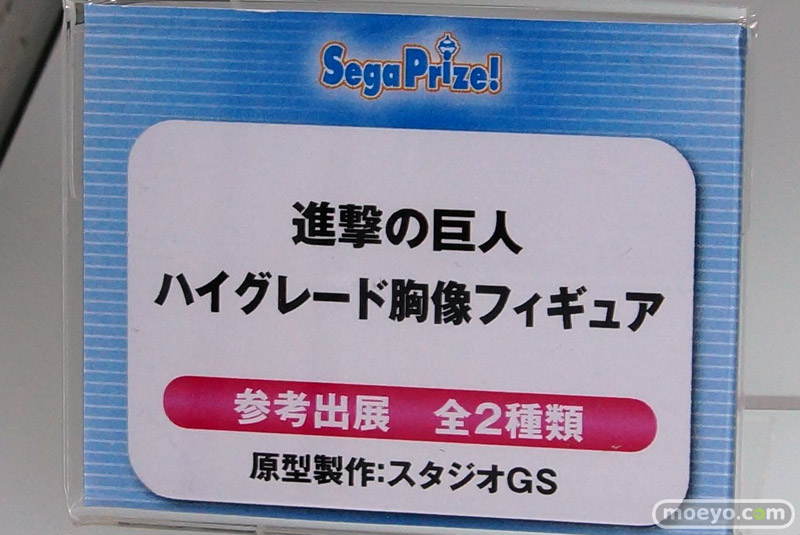 SegaPrize!
進撃の巨人
ハイグレード胸像フィギュア
参考出展 全2種類
原型製作:スタジオGS
moeyo.com